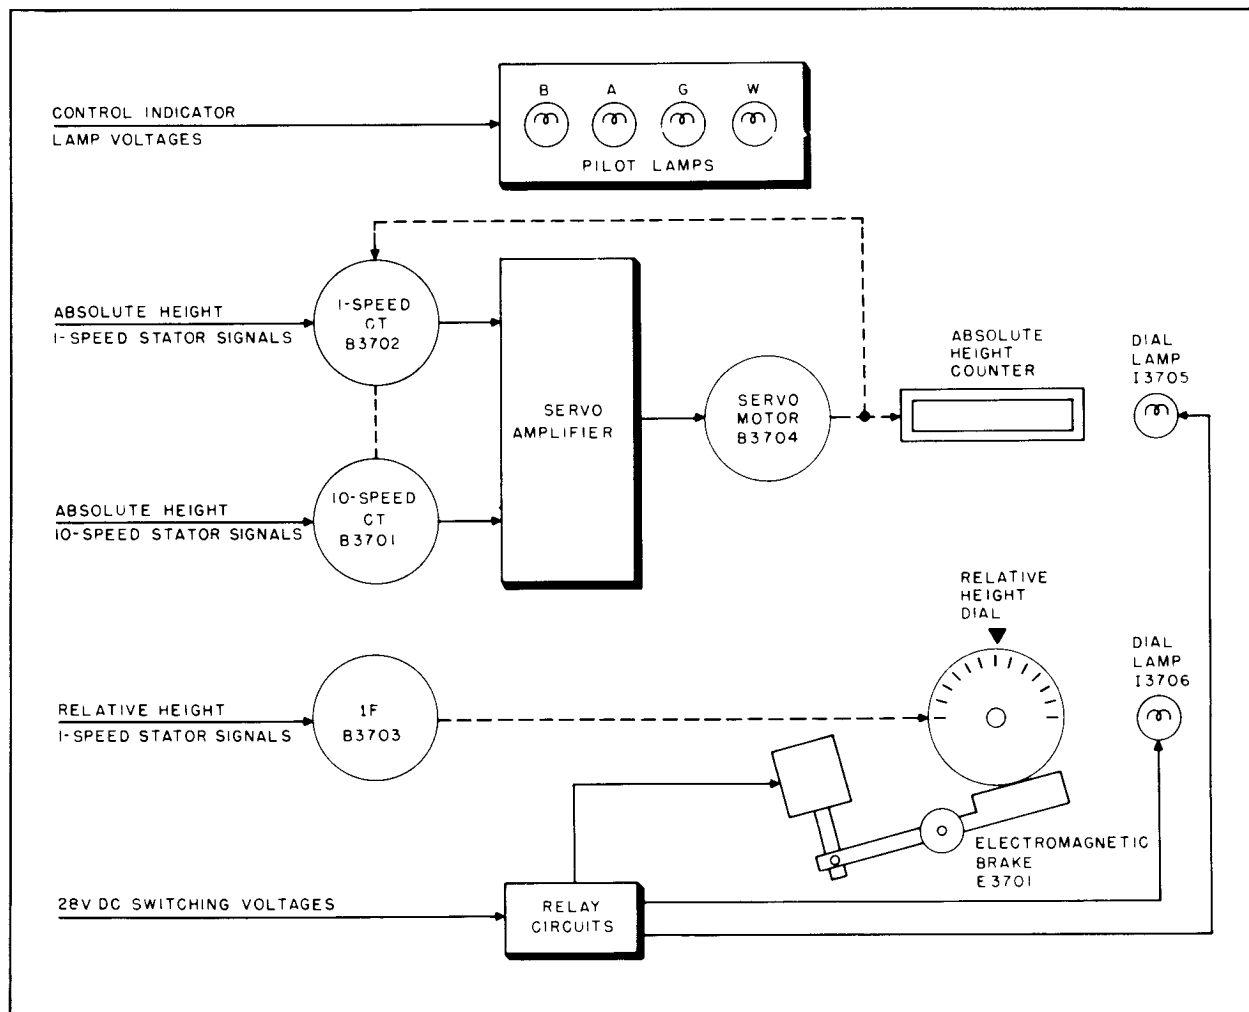 CONTROL INDICATOR
LAMP VOLTAGES
B A G W
PILOT LAMPS
ABSOLUTE HEIGHT
1-SPEED STATOR SIGNALS
1-SPEED
CT
B3702
ABSOLUTE HEIGHT
10-SPEED STATOR SIGNALS
10-SPEED
CT
B3701
SERVO
AMPLIFIER
SERVO
MOTOR
B3704
ABSOLUTE
HEIGHT
COUNTER
DIAL
LAMP
I3705
RELATIVE HEIGHT
1-SPEED STATOR SIGNALS
1F
B3703
RELATIVE
HEIGHT
DIAL
DIAL
LAMP
I3706
ELECTROMAGNETIC
BRAKE
E3701
28V DC SWITCHING VOLTAGES
RELAY
CIRCUITS